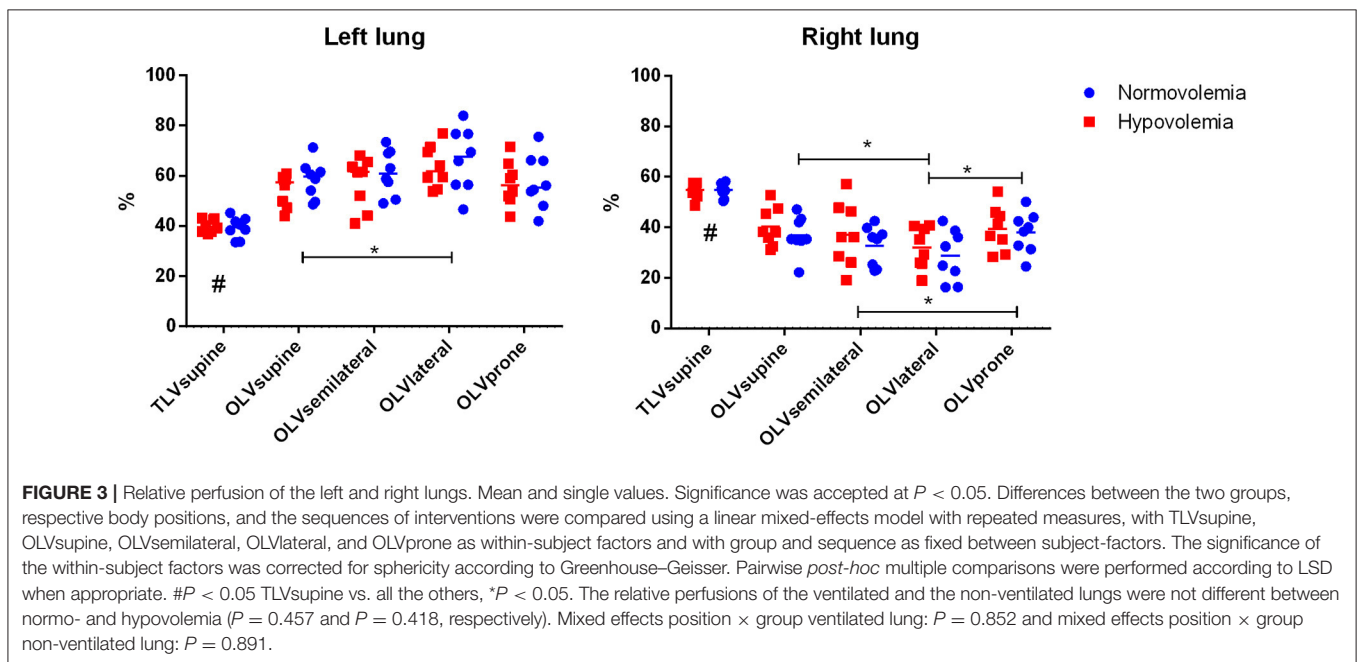 Left lung
Right lung
Normovolemia
Hypovolemia
%
100
80
60
40
20
0
*
#
TLVsupine
OLVsupine
OLVsemilateral
OLVlateral
OLVprone
%
100
80
60
40
20
0
*
*
#
*
TLVsupine
OLVsupine
OLVsemilateral
OLVlateral
OLVprone
FIGURE 3 | Relative perfusion of the left and right lungs. Mean and single values. Significance was accepted at P < 0.05. Differences between the two groups,
respective body positions, and the sequences of interventions were compared using a linear mixed-effects model with repeated measures, with TLVsupine,
OLVsupine, OLVsemilateral, OLVlateral, and OLVprone as within-subject factors and with group and sequence as fixed between subject-factors. The significance of
the within-subject factors was corrected for sphericity according to Greenhouse–Geisser. Pairwise post-hoc multiple comparisons were performed according to LSD
when appropriate. #P < 0.05 TLVsupine vs. all the others, *P < 0.05. The relative perfusions of the ventilated and the non-ventilated lungs were not different between
normo- and hypovolemia (P = 0.457 and P = 0.418, respectively). Mixed effects position × group ventilated lung: P = 0.852 and mixed effects position × group
non-ventilated lung: P = 0.891.